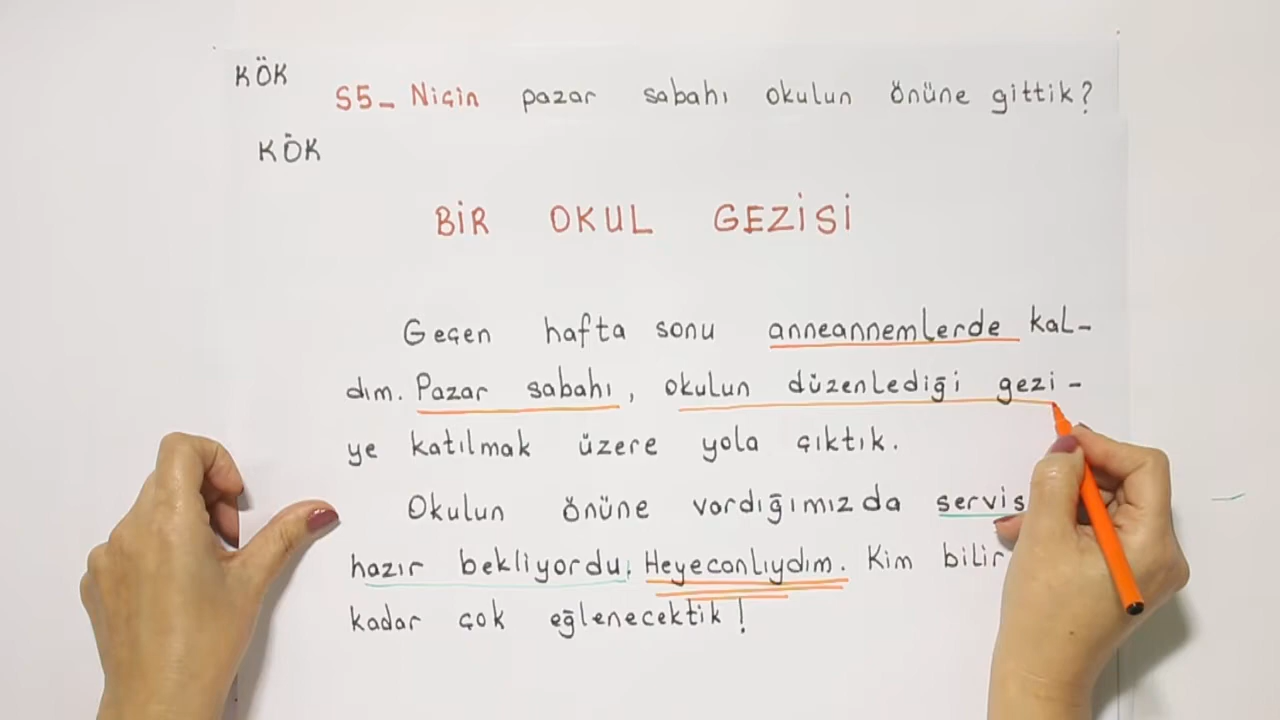 KÖK
S5- Niçin pazar sabahı okulun önüne gittik?
KÖK
BİR OKUL GEZİSİ
Geçen hafta sonu anneannemlerde kal-
dım. Pazar sabahı, okulun düzenlediği gezi-
ye katılmak üzere yola çıktık.
Okulun önüne vardığımızda servis
hazır bekliyordu. Heyecanlıydım. Kim bilir
kadar çok eğlenecektik!